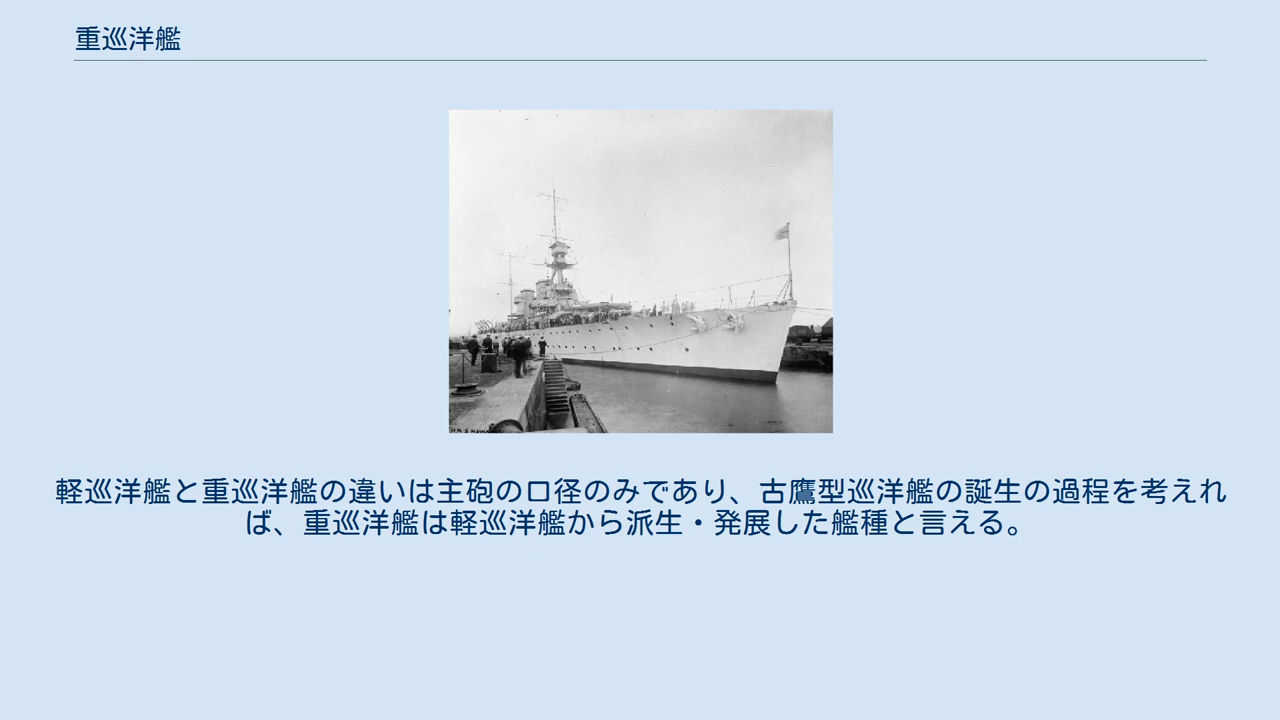 重巡洋艦
H.M.S. HAWK
軽巡洋艦と重巡洋艦の違いは主砲の口径のみであり、古鷹型巡洋艦の誕生の過程を考えれ
ば、重巡洋艦は軽巡洋艦から派生・発展した艦種と言える。